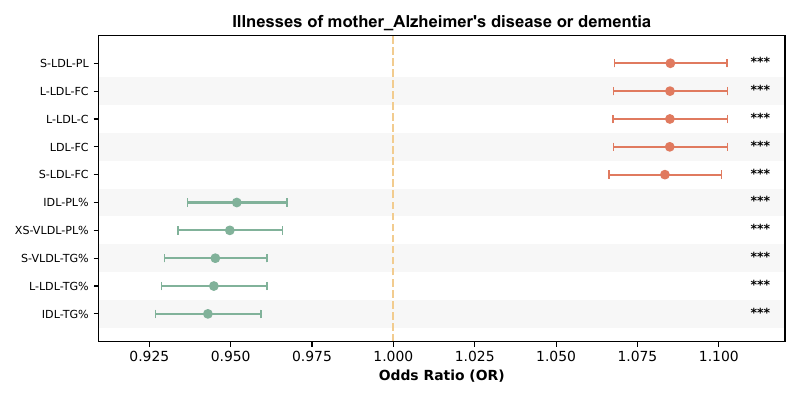 Illnesses of mother_Alzheimer's disease or dementia
S-LDL-PL ***
L-LDL-FC ***
L-LDL-C ***
LDL-FC ***
S-LDL-FC ***
IDL-PL% ***
XS-VLDL-PL% ***
S-VLDL-TG% ***
L-LDL-TG% ***
IDL-TG% ***
0.925 0.950 0.975 1.000 1.025 1.050 1.075 1.100
Odds Ratio (OR)